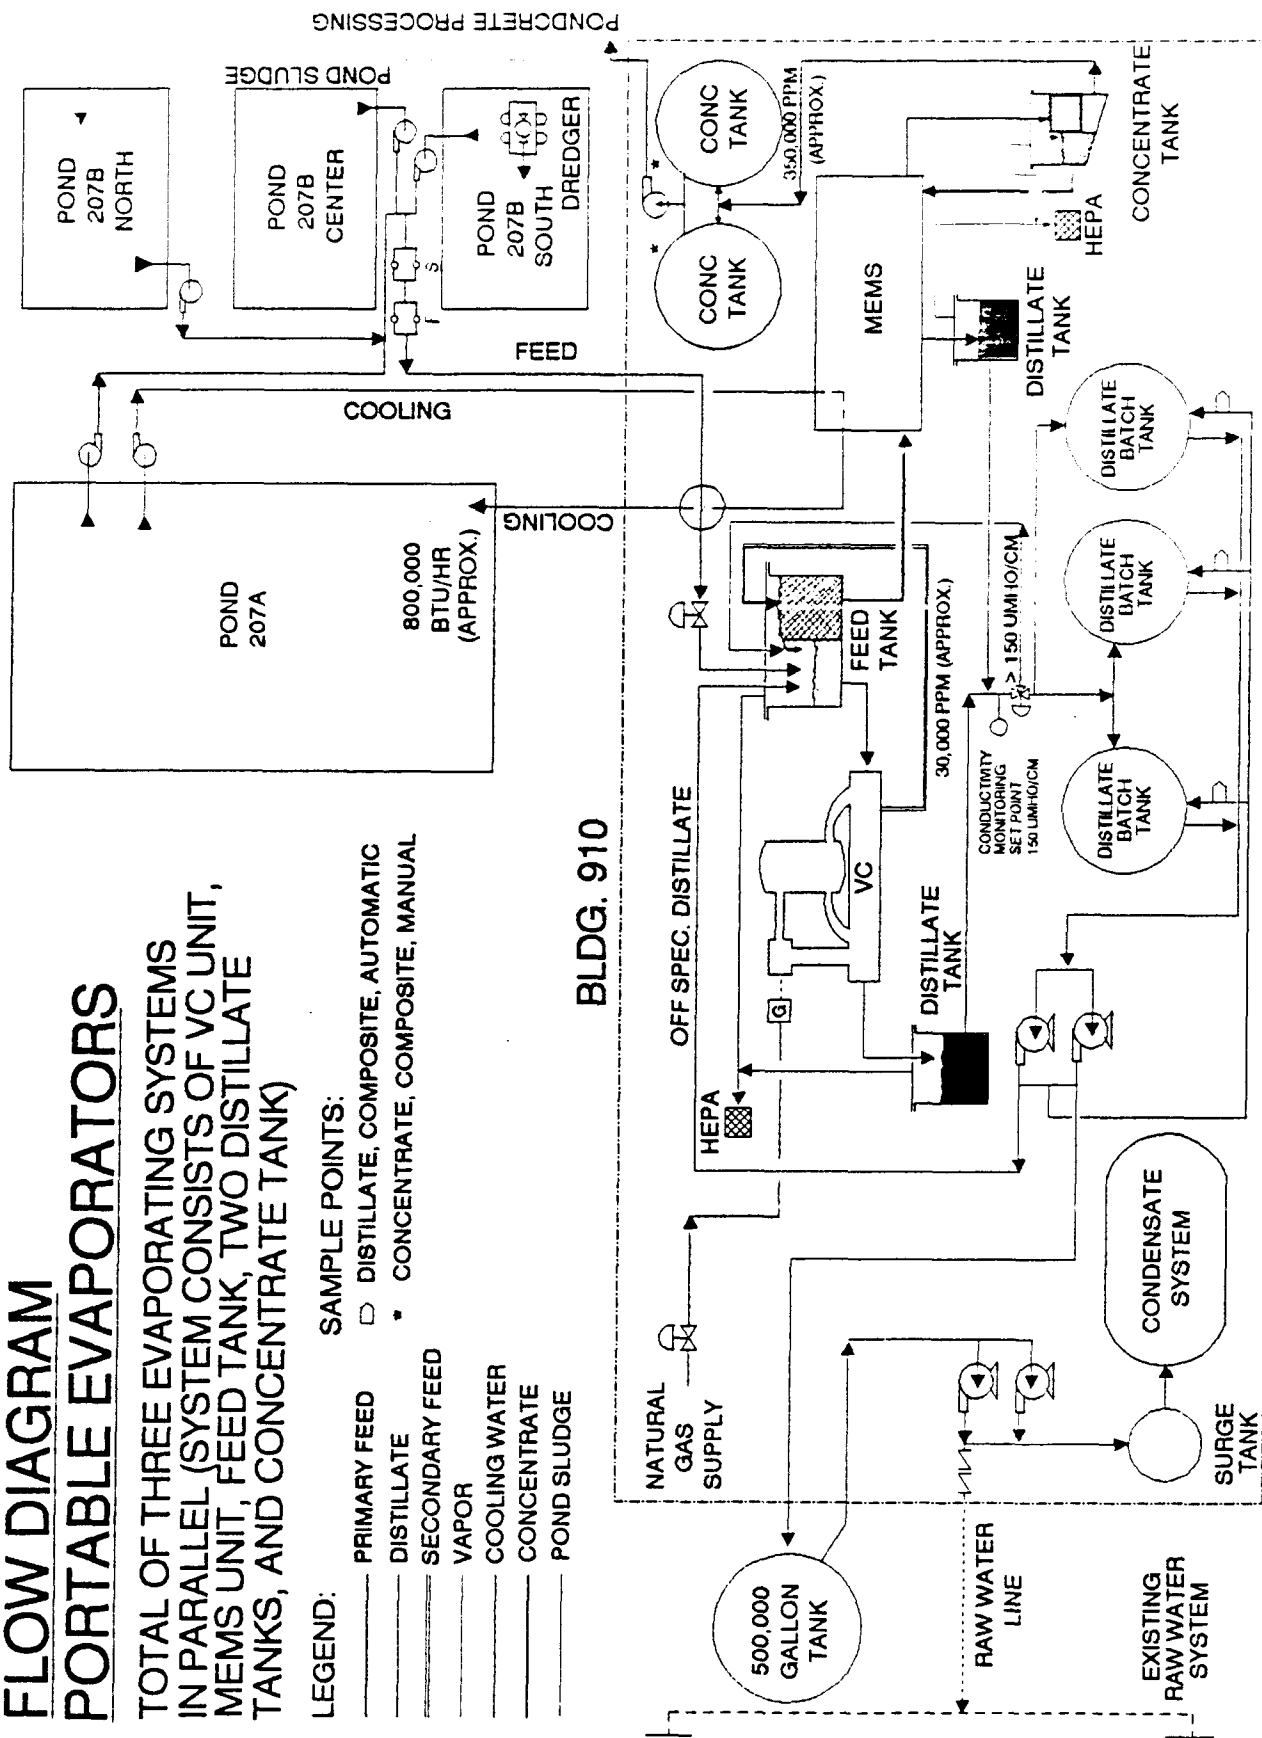 FLOW DIAGRAM
PORTABLE EVAPORATORS
TOTAL OF THREE EVAPORATING SYSTEMS
IN PARALLEL (SYSTEM CONSISTS OF VC UNIT,
MEMS UNIT, FEED TANK, TWO DISTILLATE
TANKS, AND CONCENTRATE TANK)
LEGEND:
PRIMARY FEED
DISTILLATE
SECONDARY FEED
VAPOR
COOLING WATER
CONCENTRATE
POND SLUDGE
SAMPLE POINTS:
DISTILLATE, COMPOSITE, AUTOMATIC
* CONCENTRATE, COMPOSITE, MANUAL
POND
207A
800,000
BTU/HR
(APPROX.)
POND
207B
NORTH
POND
207B
CENTER
POND
207B
SOUTH
DREDGER
POND SLUDGE
PONDCRETE PROCESSING
S
FEED
COOLING
COOLING
BLDG. 910
NATURAL
GAS
SUPPLY
HEPA
G
OFF SPEC. DISTILLATE
VC
FEED
TANK
DISTILLATE
TANK
30,000 PPM (APPROX.)
MEMS
CONC
TANK
*
CONC
TANK
*
350,000 PPM
(APPROX.)
CONCENTRATE
TANK
HEPA
DISTILLATE
TANK
> 150 UMHO/CM
CONDUCTIVITY
MONITORING
SET POINT
150 UMHO/CM
DISTILLATE
BATCH
TANK
DISTILLATE
BATCH
TANK
DISTILLATE
BATCH
TANK
CONDENSATE
SYSTEM
SURGE
TANK
500,000
GALLON
TANK
RAW WATER
LINE
EXISTING
RAW WATER
SYSTEM